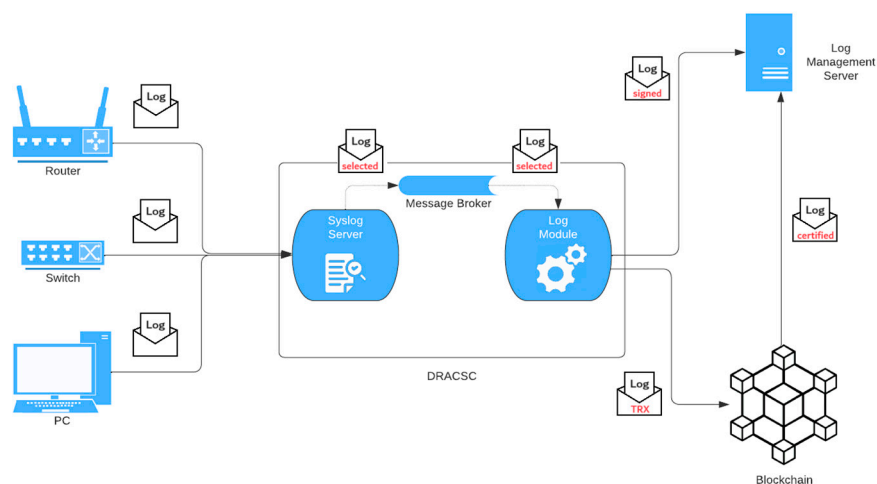 Log
Router
Log
Switch
Log
PC
Log
selected
Log
selected
Message Broker
Syslog
Server
Log
Module
DRACSC
Log
signed
Log
Management
Server
Log
certified
Log
TRX
Blockchain